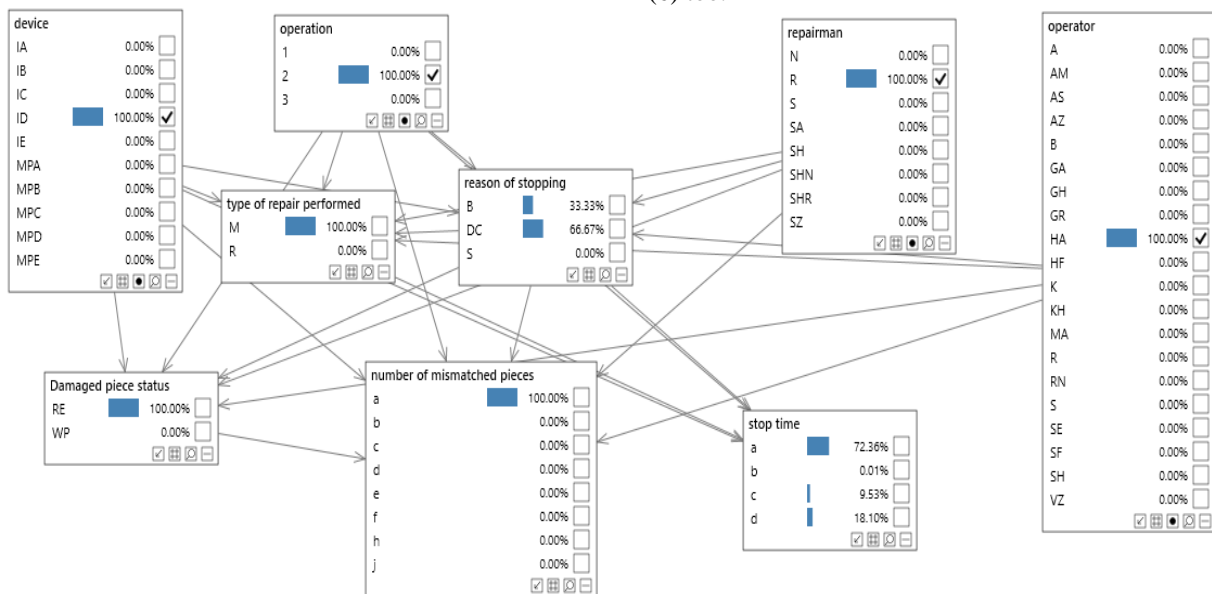 device
IA 0.00%
IB 0.00%
IC 0.00%
ID 100.00%
IE 0.00%
MPA 0.00%
MPB 0.00%
MPC 0.00%
MPD 0.00%
MPE 0.00%
operation
1 0.00%
2 100.00%
3 0.00%
repairman
N 0.00%
R 100.00%
S 0.00%
SA 0.00%
SH 0.00%
SHN 0.00%
SHR 0.00%
SZ 0.00%
operator
A 0.00%
AM 0.00%
AS 0.00%
AZ 0.00%
B 0.00%
GA 0.00%
GH 0.00%
GR 0.00%
HA 100.00%
HF 0.00%
K 0.00%
KH 0.00%
MA 0.00%
R 0.00%
RN 0.00%
S 0.00%
SE 0.00%
SF 0.00%
SH 0.00%
VZ 0.00%
type of repair performed
M 100.00%
R 0.00%
reason of stopping
B 33.33%
DC 66.67%
S 0.00%
Damaged piece status
RE 100.00%
WP 0.00%
number of mismatched pieces
a 100.00%
b 0.00%
c 0.00%
d 0.00%
e 0.00%
f 0.00%
h 0.00%
j 0.00%
stop time
a 72.36%
b 0.01%
c 9.53%
d 18.10%